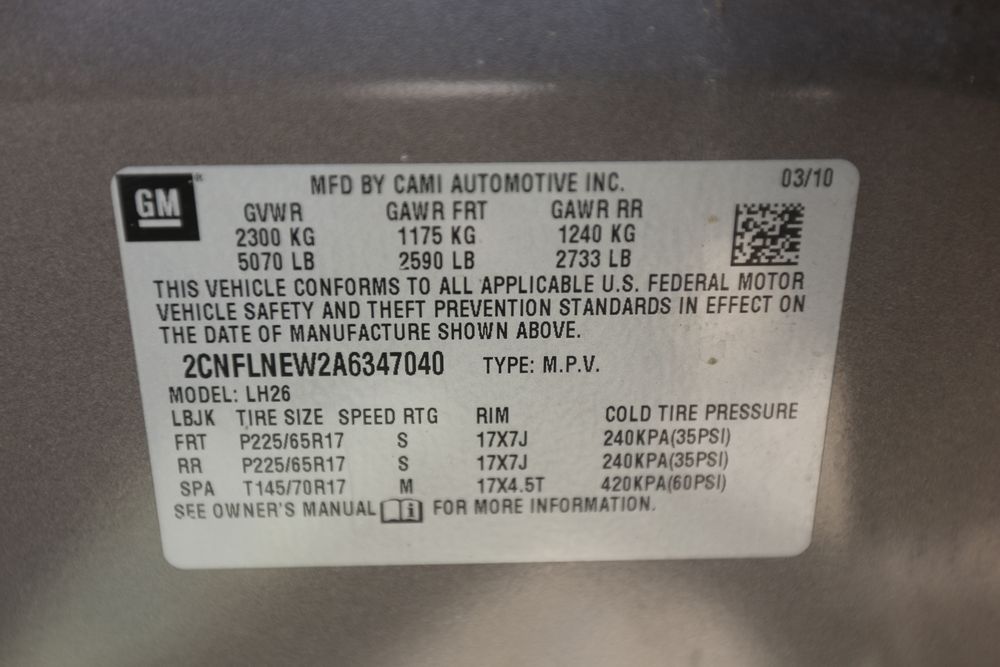 GM®
MFD BY CAMI AUTOMOTIVE INC. 03/10
GVWR GAWR FRT GAWR RR
2300 KG 1175 KG 1240 KG
5070 LB 2590 LB 2733 LB
THIS VEHICLE CONFORMS TO ALL APPLICABLE U.S. FEDERAL MOTOR
VEHICLE SAFETY AND THEFT PREVENTION STANDARDS IN EFFECT ON
THE DATE OF MANUFACTURE SHOWN ABOVE.
2CNFLNEW2A6347040 TYPE: M.P.V.
MODEL: LH26
LBJK TIRE SIZE SPEED RTG RIM COLD TIRE PRESSURE
FRT P225/65R17 S 17X7J 240KPA(35PSI)
RR P225/65R17 S 17X7J 240KPA(35PSI)
SPA T145/70R17 M 17X4.5T 420KPA(60PSI)
SEE OWNER'S MANUAL i FOR MORE INFORMATION.